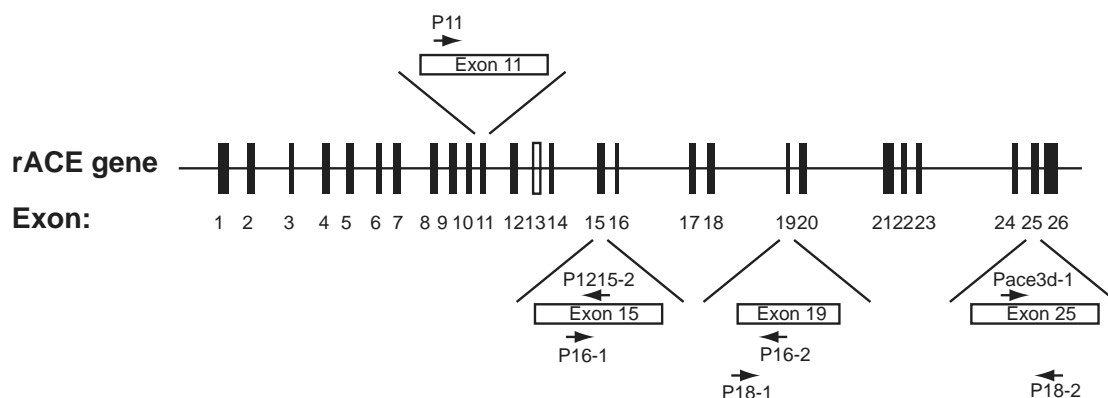 P11
Exon 11
rACE gene
Exon:
1 2 3 4 5 6 7 8 9 10 11 12 13 14 15 16 17 18 19 20 21 22 23 24 25 26
P1215-2
Pace3d-1
Exon 15
Exon 19
Exon 25
P16-1
P16-2
P18-1
P18-2